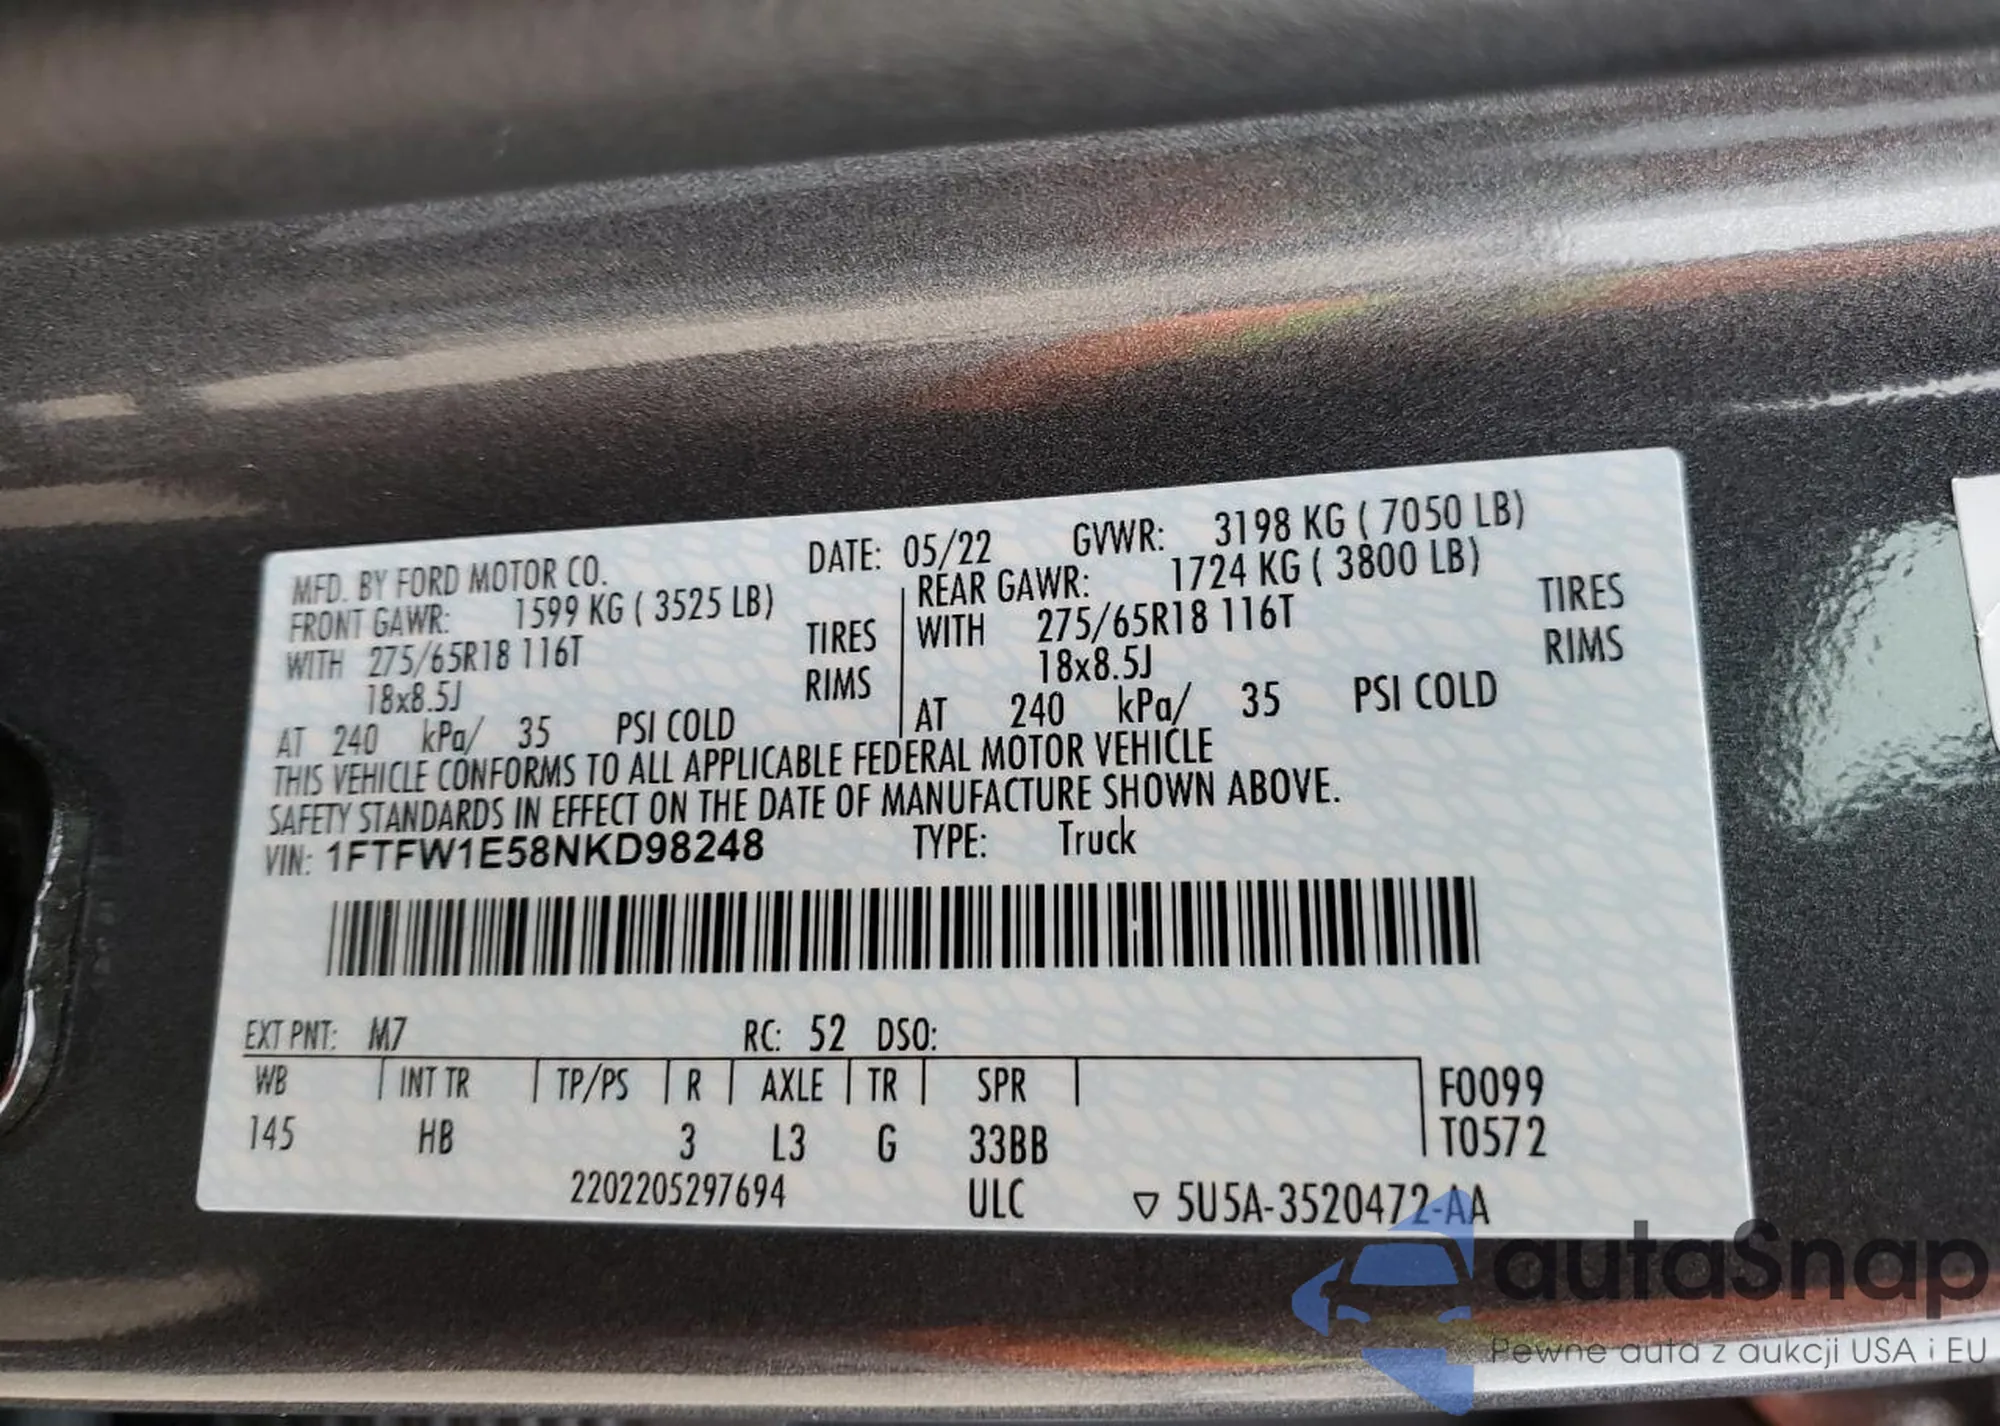 MFD. BY FORD MOTOR CO. DATE: 05/22 GVWR: 3198 KG ( 7050 LB)
FRONT GAWR: 1599 KG ( 3525 LB) REAR GAWR: 1724 KG ( 3800 LB)
WITH 275/65R18 116T TIRES WITH 275/65R18 116T TIRES
18x8.5J RIMS 18x8.5J RIMS
AT 240 kPa/ 35 PSI COLD AT 240 kPa/ 35 PSI COLD
THIS VEHICLE CONFORMS TO ALL APPLICABLE FEDERAL MOTOR VEHICLE
SAFETY STANDARDS IN EFFECT ON THE DATE OF MANUFACTURE SHOWN ABOVE.
VIN: 1FTFW1E58NKD98248 TYPE: Truck
EXT PNT: M7 RC: 52 DSO:
WB INT TR TP/PS R AXLE TR SPR F0099
145 HB 3 L3 G 33BB T0572
2202205297694 ULC ▽ 5U5A-3520472-AA
autaSnap
Pewne auta z aukcji USA i EU